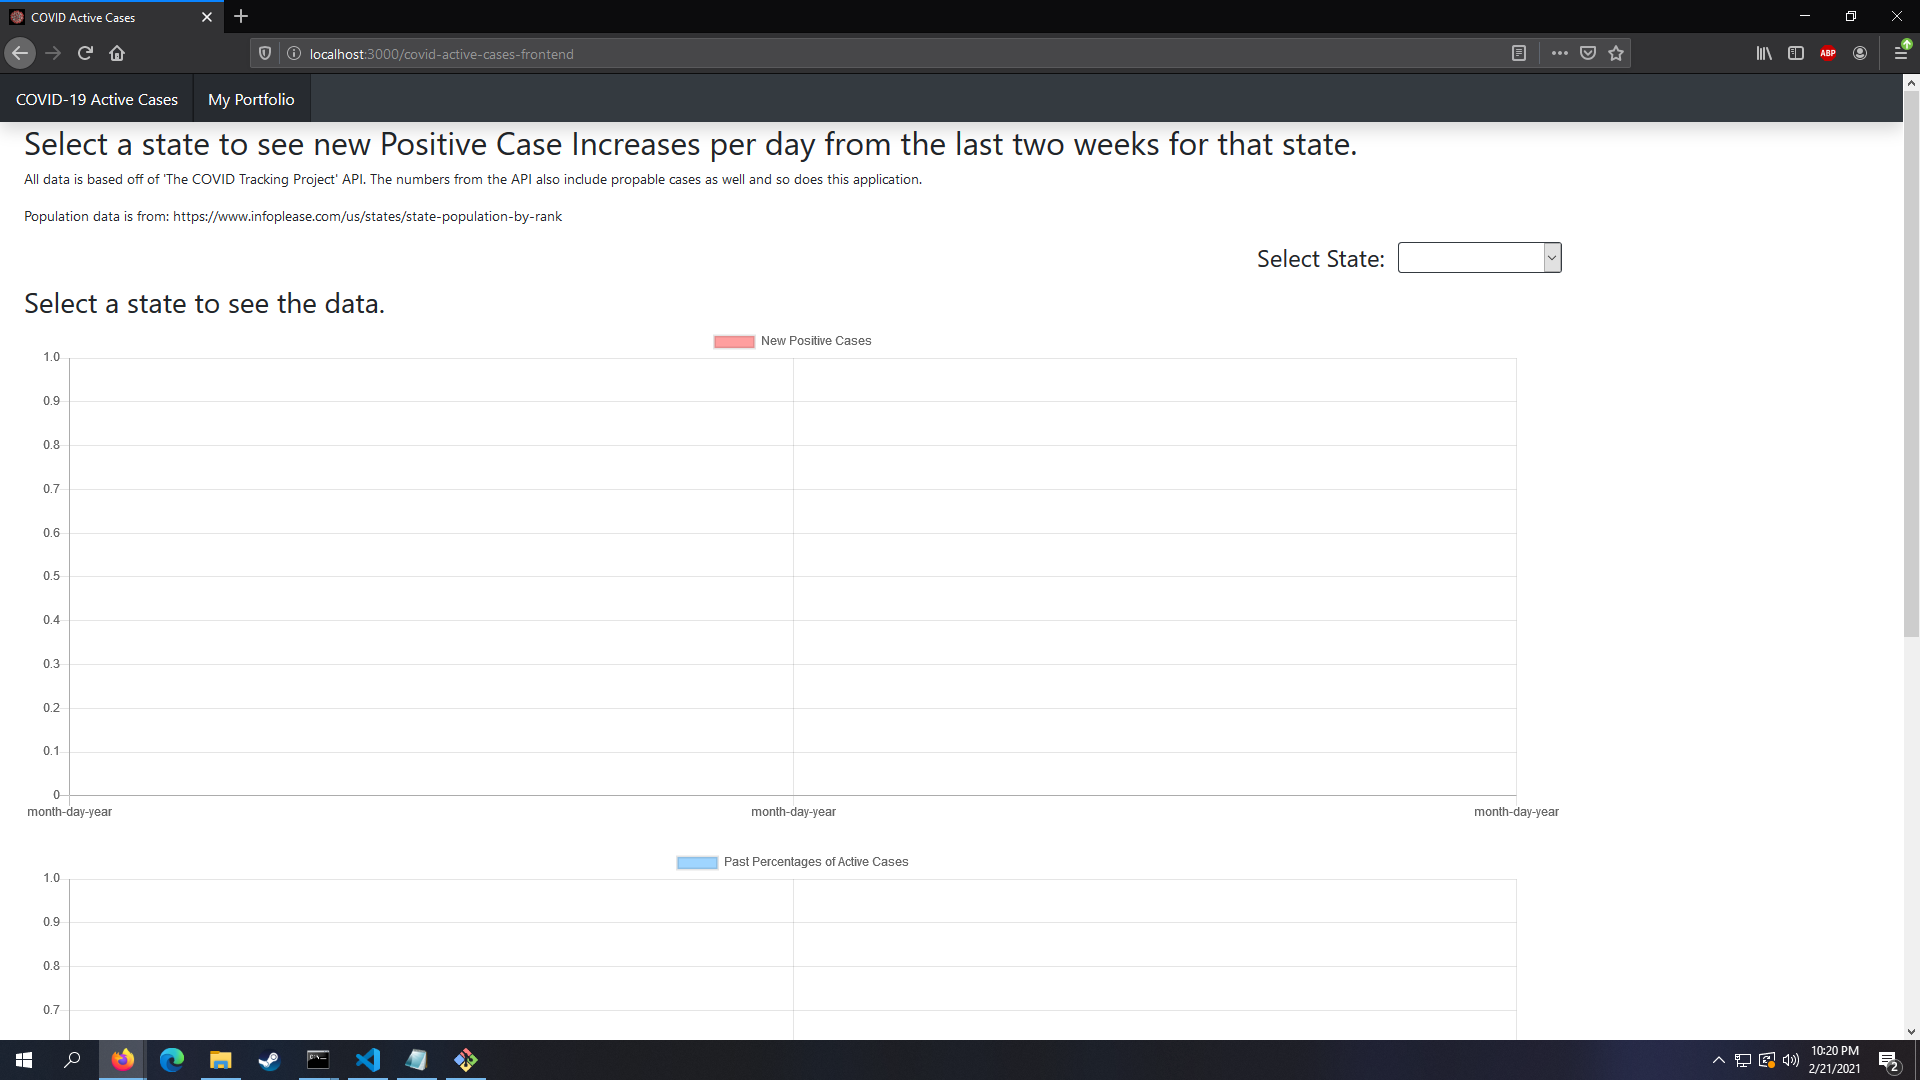 COVID Active Cases
localhost:3000/covid-active-cases-frontend
ABP
COVID-19 Active Cases
My Portfolio
Select a state to see new Positive Case Increases per day from the last two weeks for that state.
All data is based off of 'The COVID Tracking Project' API. The numbers from the API also include propable cases as well and so does this application.
Population data is from: https://www.infoplease.com/us/states/state-population-by-rank
Select State:
Select a state to see the data.
New Positive Cases
1.0
0.9
0.8
0.7
0.6
0.5
0.4
0.3
0.2
0.1
0
month-day-year
month-day-year
month-day-year
Past Percentages of Active Cases
1.0
0.9
0.8
0.7
10:20 PM
2/21/2021
2